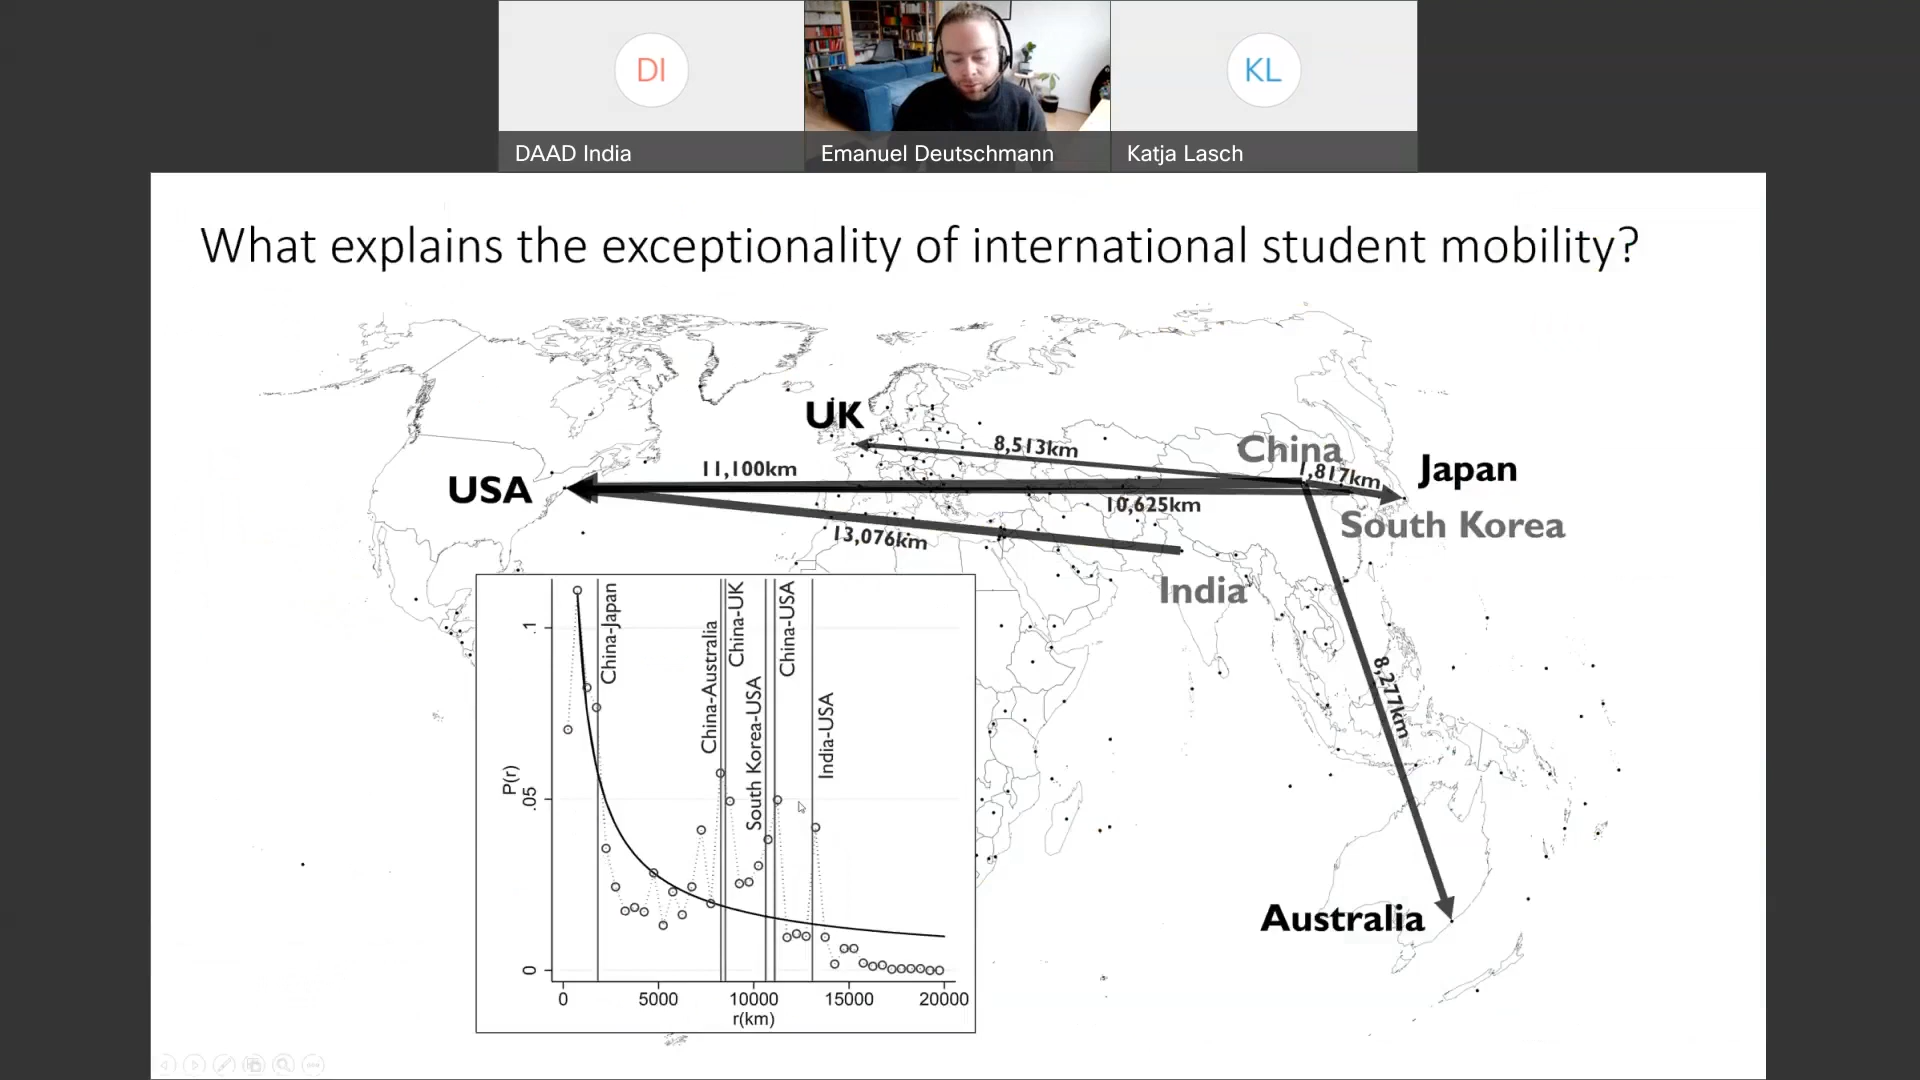 DI
KL
DAAD India
Emanuel Deutschmann
Katja Lasch
What explains the exceptionality of international student mobility?
UK
8,513km
China
11,100km
1,817km
Japan
USA
10,625km
South Korea
13,076km
India
8,277km
Australia
China-Japan
China-Australia
China-UK
South Korea-USA
China-USA
India-USA
P(r)
.1
.05
0
0
5000
10000
15000
20000
r(km)